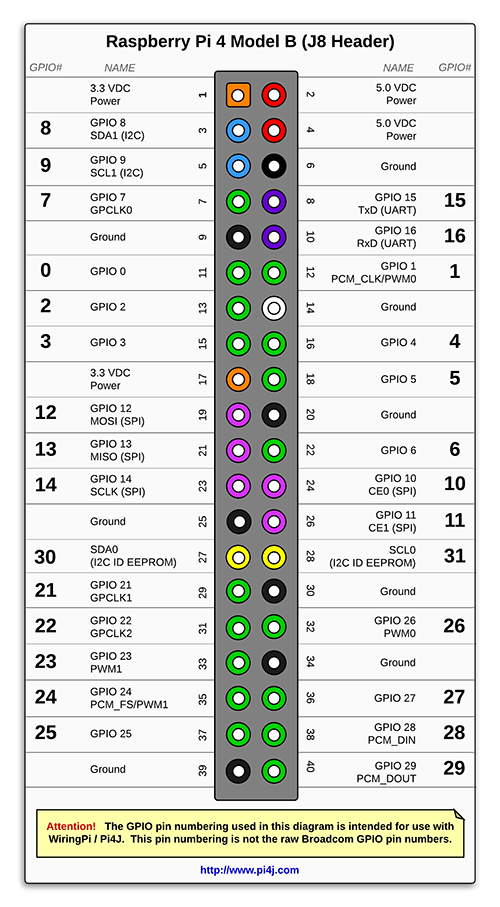 Raspberry Pi 4 Model B (J8 Header)
GPIO# NAME NAME GPIO#
3.3 VDC
Power
1
2
5.0 VDC
Power
8
GPIO 8
SDA1 (I2C)
3
4
5.0 VDC
Power
9
GPIO 9
SCL1 (I2C)
5
6
Ground
7
GPIO 7
GPCLK0
7
8
GPIO 15
TxD (UART)
15
Ground
9
10
GPIO 16
RxD (UART)
16
0
GPIO 0
11
12
GPIO 1
PCM_CLK/PWM0
1
2
GPIO 2
13
14
Ground
3
GPIO 3
15
16
GPIO 4
4
3.3 VDC
Power
17
18
GPIO 5
5
12
GPIO 12
MOSI (SPI)
19
20
Ground
13
GPIO 13
MISO (SPI)
21
22
GPIO 6
6
14
GPIO 14
SCLK (SPI)
23
24
GPIO 10
CE0 (SPI)
10
Ground
25
26
GPIO 11
CE1 (SPI)
11
30
SDA0
(I2C ID EEPROM)
27
28
SCL0
(I2C ID EEPROM)
31
21
GPIO 21
GPCLK1
29
30
Ground
22
GPIO 22
GPCLK2
31
32
GPIO 26
PWM0
26
23
GPIO 23
PWM1
33
34
Ground
24
GPIO 24
PCM_FS/PWM1
35
36
GPIO 27
27
25
GPIO 25
37
38
GPIO 28
PCM_DIN
28
Ground
39
40
GPIO 29
PCM_DOUT
29
Attention! The GPIO pin numbering used in this diagram is intended for use with
WiringPi / Pi4J. This pin numbering is not the raw Broadcom GPIO pin numbers.
http://www.pi4j.com